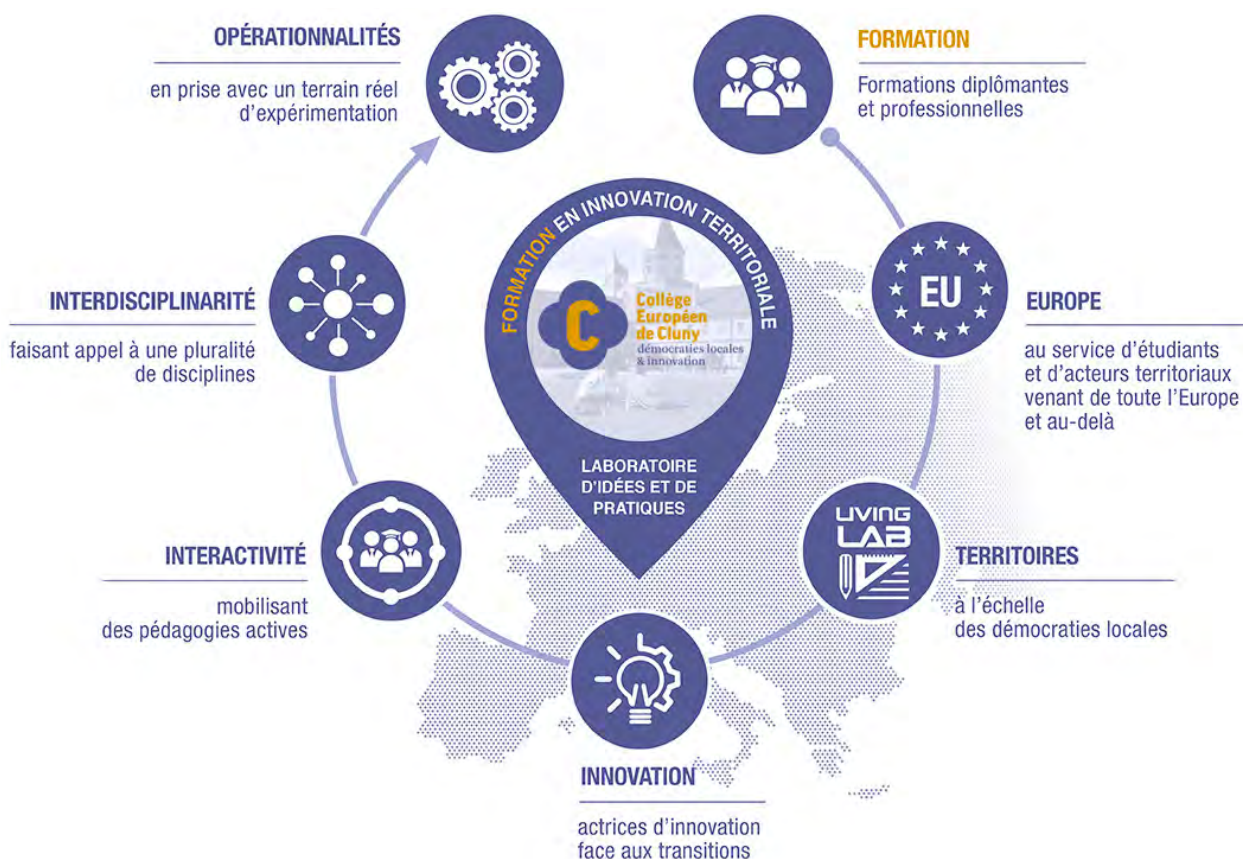 OPÉRATIONNALITÉS
en prise avec un terrain réel
d'expérimentation
FORMATION
Formations diplômantes
et professionnelles
FORMATION EN INNOVATION TERRITORIALE
C
Collège
Européen
de Cluny
démocraties locales
& innovation
LABORATOIRE
D'IDÉES ET DE
PRATIQUES
INTERDISCIPLINARITÉ
faisant appel à une pluralité
de disciplines
EU
EUROPE
au service d'étudiants
et d'acteurs territoriaux
venant de toute l'Europe
et au-delà
INTERACTIVITÉ
mobilisant
des pédagogies actives
LIVING
LAB
TERRITOIRES
à l'échelle
des démocraties locales
INNOVATION
actrices d'innovation
face aux transitions